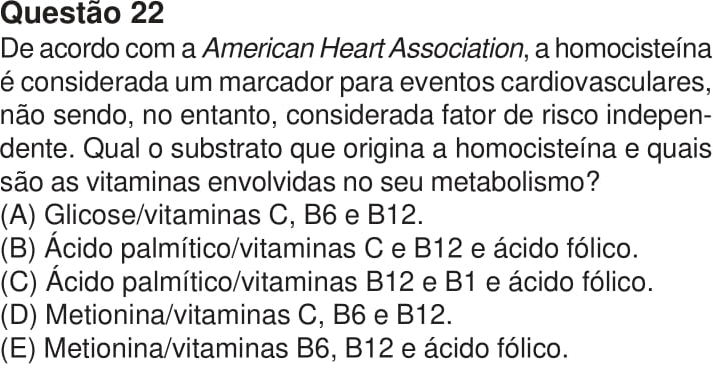 Questão 22
De acordo com a American Heart Association, a homocisteína
é considerada um marcador para eventos cardiovasculares,
não sendo, no entanto, considerada fator de risco indepen-
dente. Qual o substrato que origina a homocisteína e quais
são as vitaminas envolvidas no seu metabolismo?
(A) Glicose/vitaminas C, B6 e B12.
(B) Ácido palmítico/vitaminas C e B12 e ácido fólico.
(C) Ácido palmítico/vitaminas B12 e B1 e ácido fólico.
(D) Metionina/vitaminas C, B6 e B12.
(E) Metionina/vitaminas B6, B12 e ácido fólico.